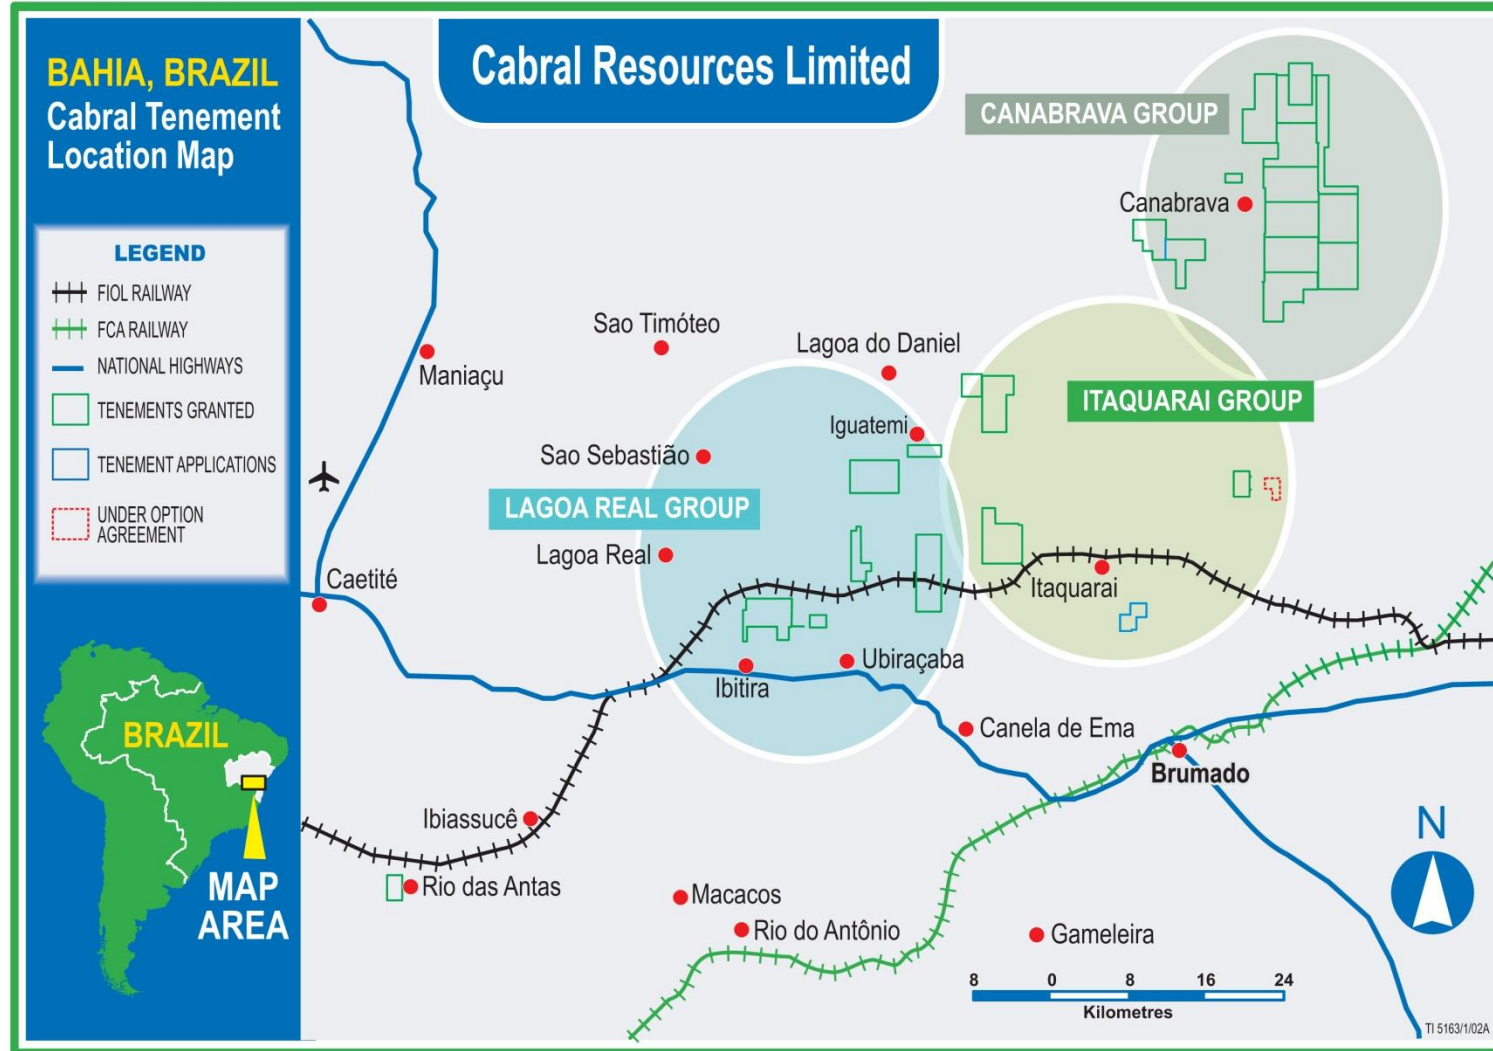 BAHIA, BRAZIL
Cabral Tenement
Location Map
Cabral Resources Limited
LEGEND
FIOL RAILWAY
FCA RAILWAY
NATIONAL HIGHWAYS
TENEMENTS GRANTED
TENEMENT APPLICATIONS
UNDER OPTION
AGREEMENT
BRAZIL
MAP
AREA
CANABRAVA GROUP
Canabrava
Sao Timóteo
Lagoa do Daniel
Maniaçu
ITAQUARAI GROUP
Iguatemi
Sao Sebastião
LAGOA REAL GROUP
Lagoa Real
Caetité
Itaquarai
Ubiraçaba
Ibitira
Canela de Ema
Brumado
Ibiassucê
Rio das Antas
Macacos
Rio do Antônio
Gameleira
N
8 0 8 16 24
Kilometres
TI 5163/1/02A